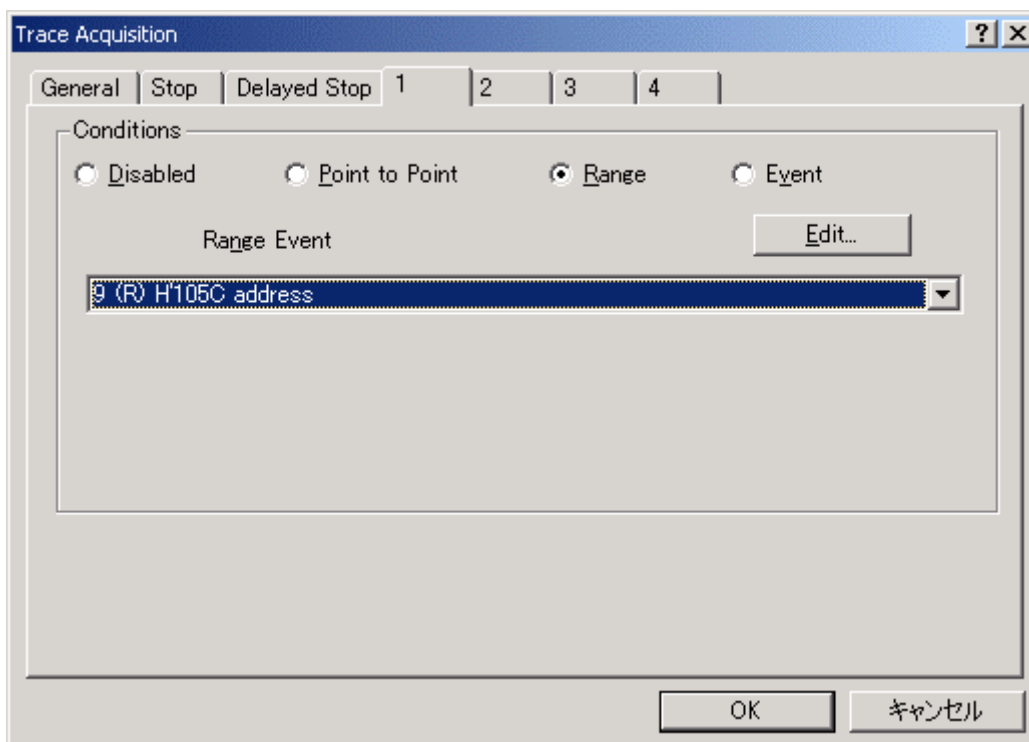 Trace Acquisition
General Stop Delayed Stop 1 2 3 4
Conditions
Disabled Point to Point Range Event
Range Event Edit...
9 (R) H'105C address
OK キャンセル